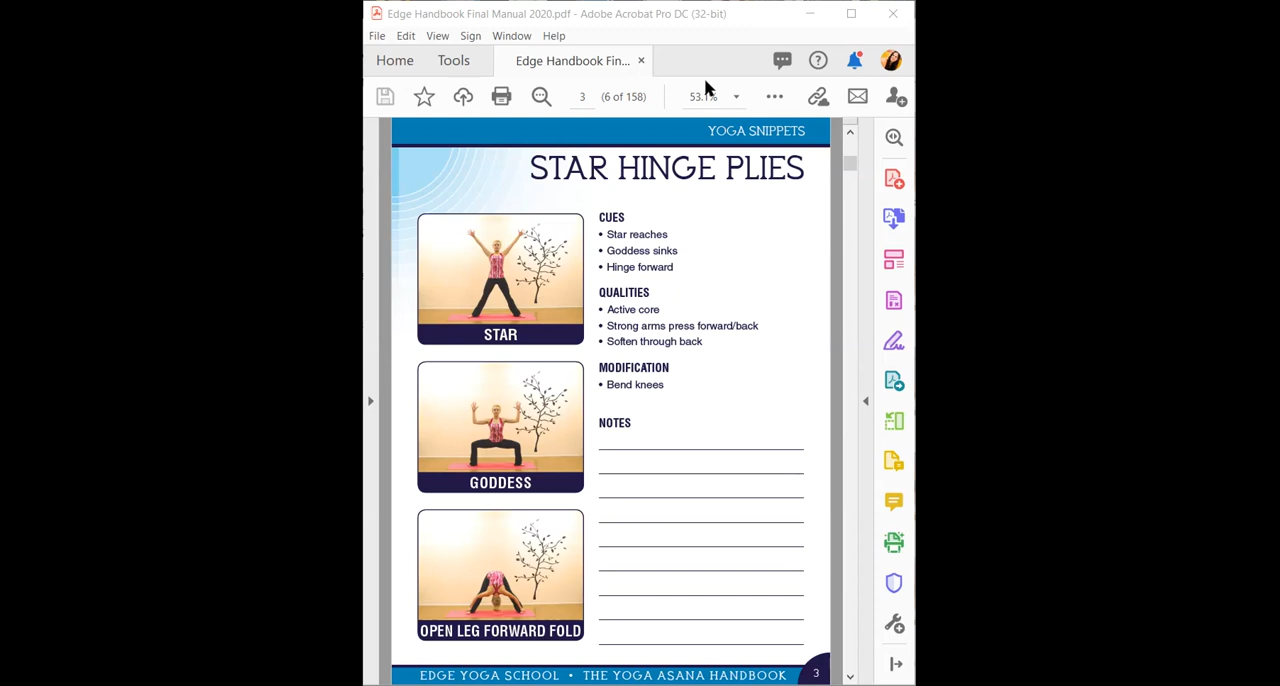 Edge Handbook Final Manual 2020.pdf - Adobe Acrobat Pro DC (32-bit)
File Edit View Sign Window Help
Home Tools Edge Handbook Fin... ×
3 (6 of 158) 53.1%
YOGA SNIPPETS
STAR HINGE PLIES
CUES
• Star reaches
• Goddess sinks
• Hinge forward
QUALITIES
• Active core
• Strong arms press forward/back
• Soften through back
MODIFICATION
• Bend knees
NOTES
STAR
GODDESS
OPEN LEG FORWARD FOLD
EDGE YOGA SCHOOL • THE YOGA ASANA HANDBOOK 3